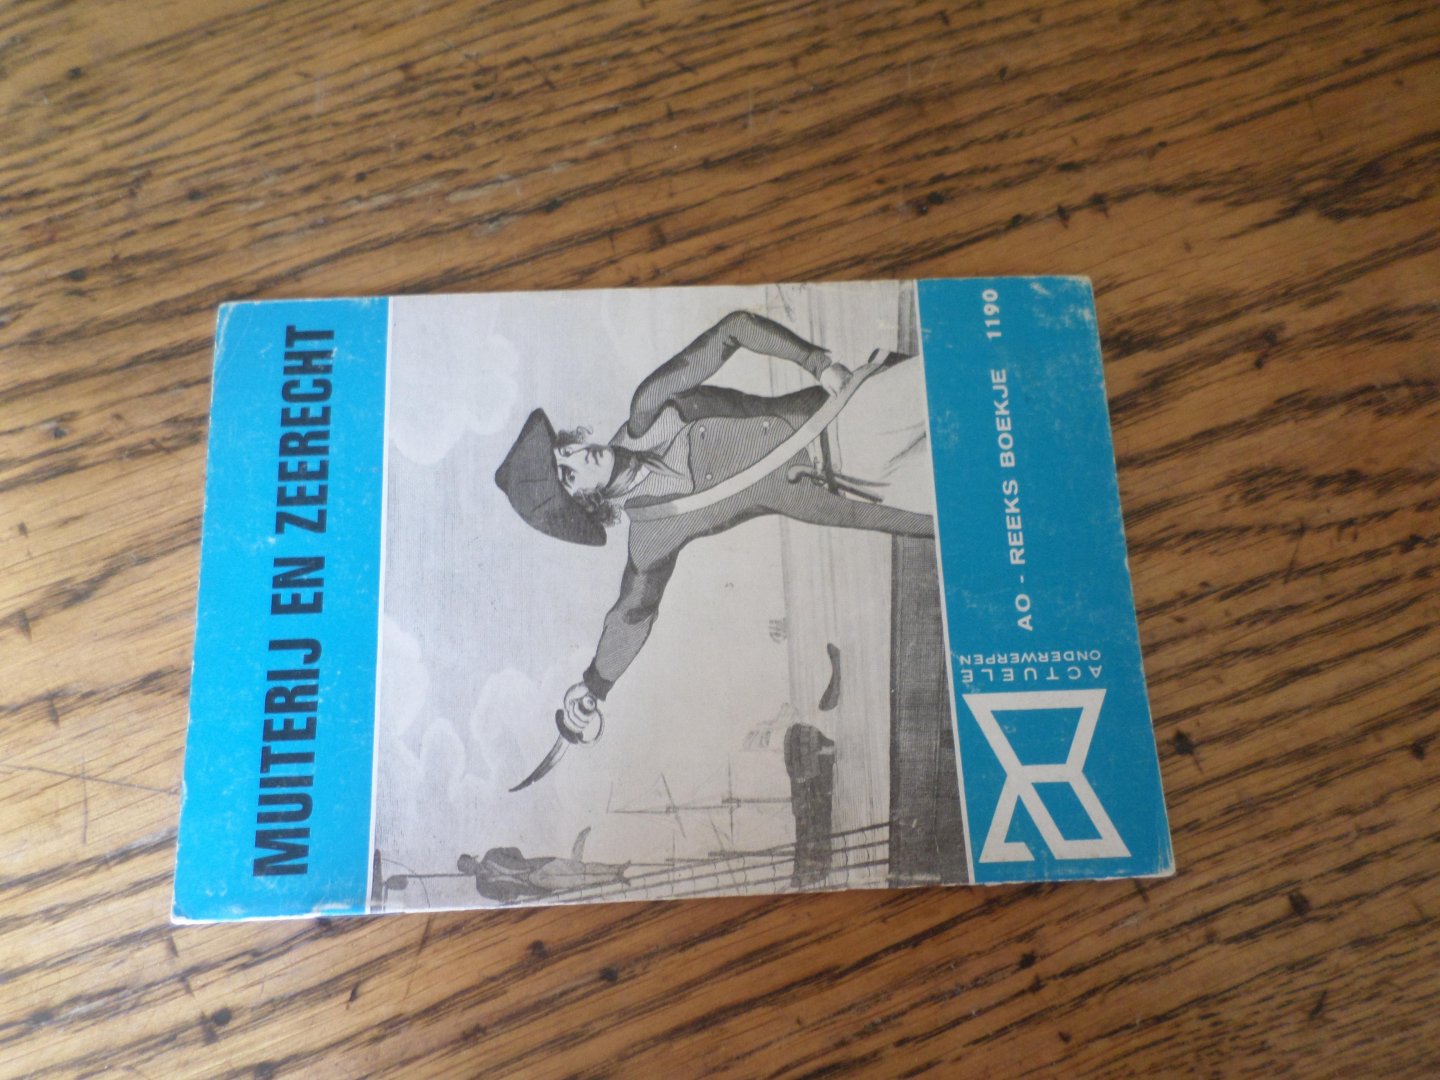 MUITERIJ EN ZEERECHT
ACTUELE
ONDERWERPEN
AO - REEKS BOEKJE 1190